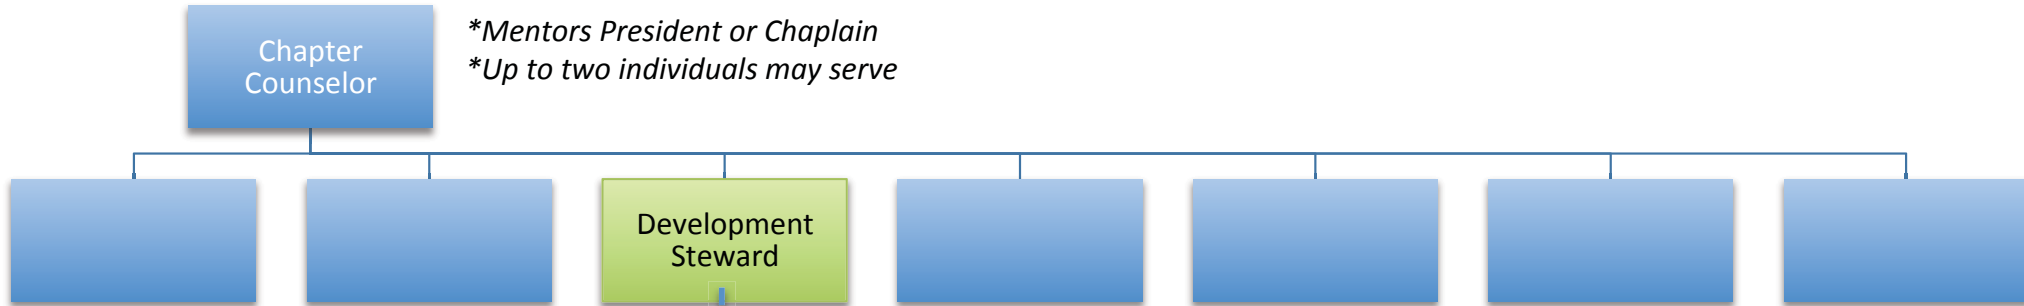 Chapter
Counselor
*Mentors President or Chaplain
*Up to two individuals may serve
Development
Steward